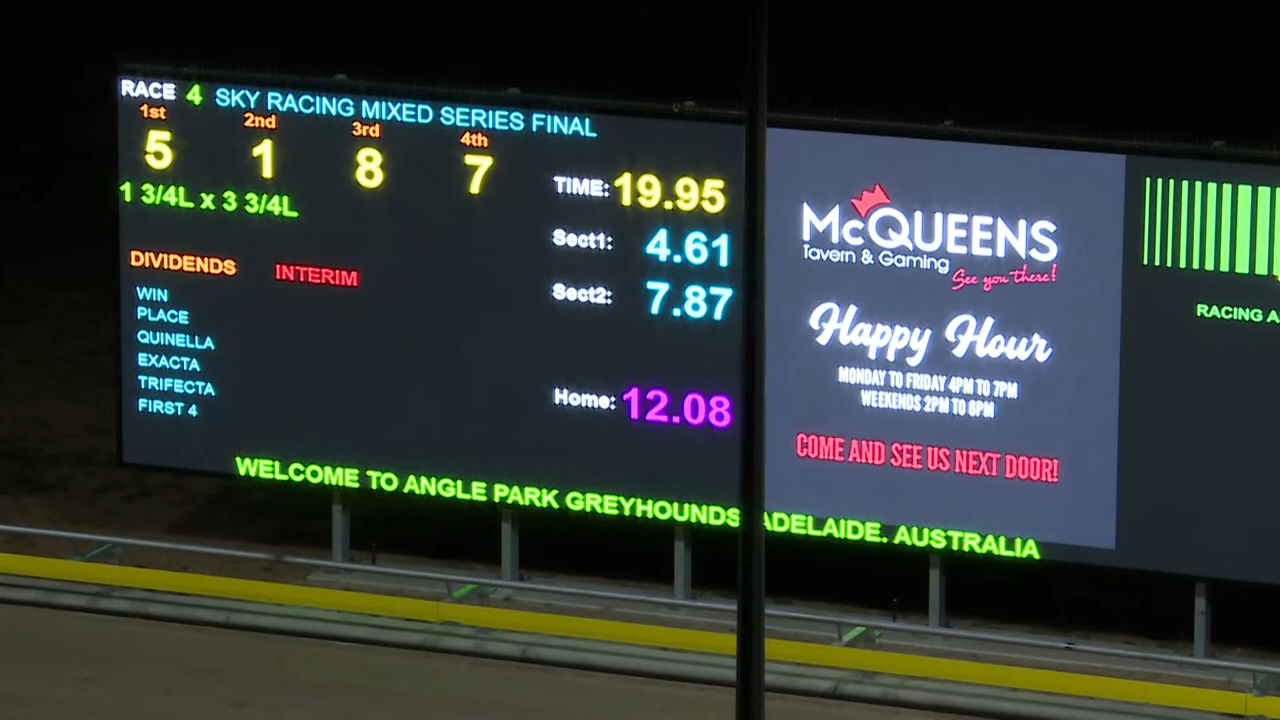 RACE 4 SKY RACING MIXED SERIES FINAL
1st 2nd 3rd 4th
5 1 8 7
1 3/4L x 3 3/4L
TIME: 19.95
Sect1: 4.61
Sect2: 7.87
Home: 12.08
DIVIDENDS INTERIM
WIN
PLACE
QUINELLA
EXACTA
TRIFECTA
FIRST 4
McQUEENS
Tavern & Gaming
See you there!
Happy Hour
MONDAY TO FRIDAY 4PM TO 7PM
WEEKENDS 2PM TO 6PM
COME AND SEE US NEXT DOOR!
RACING
WELCOME TO ANGLE PARK GREYHOUNDS ADELAIDE. AUSTRALIA